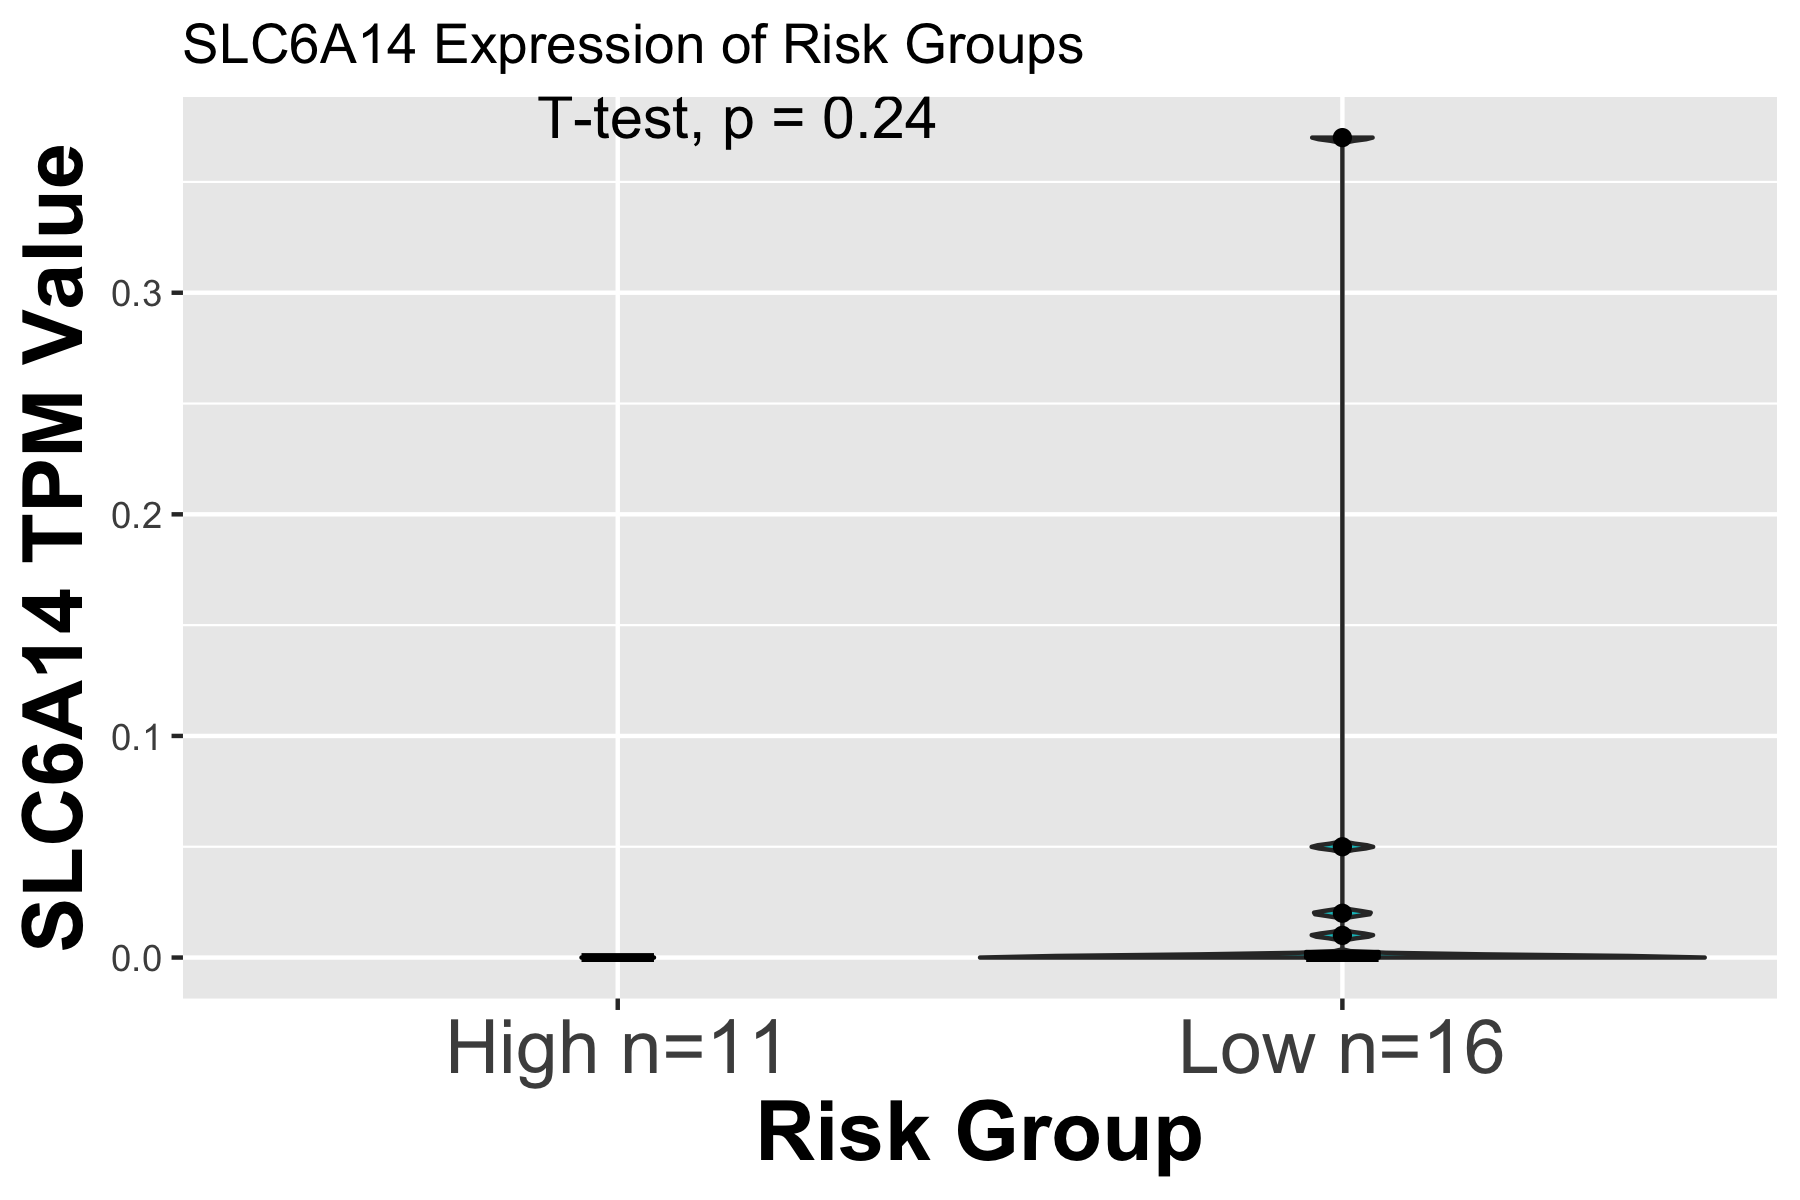 SLC6A14 Expression of Risk Groups
T-test, p = 0.24
SLC6A14 TPM Value
0.3
0.2
0.1
0.0
High n=11
Low n=16
Risk Group